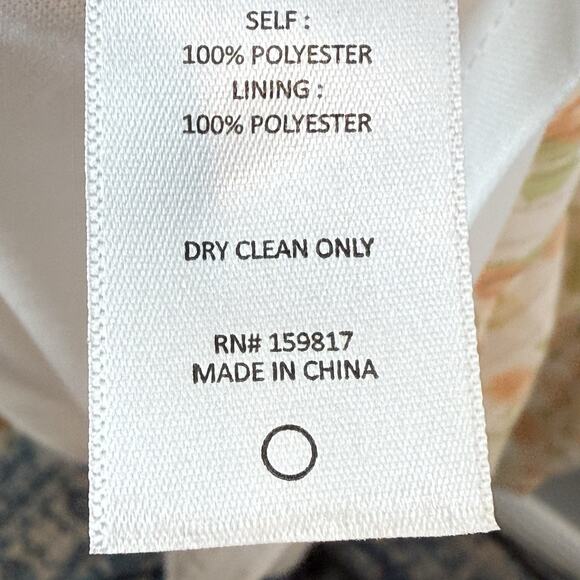 SELF :
100% POLYESTER
LINING :
100% POLYESTER
DRY CLEAN ONLY
RN# 159817
MADE IN CHINA